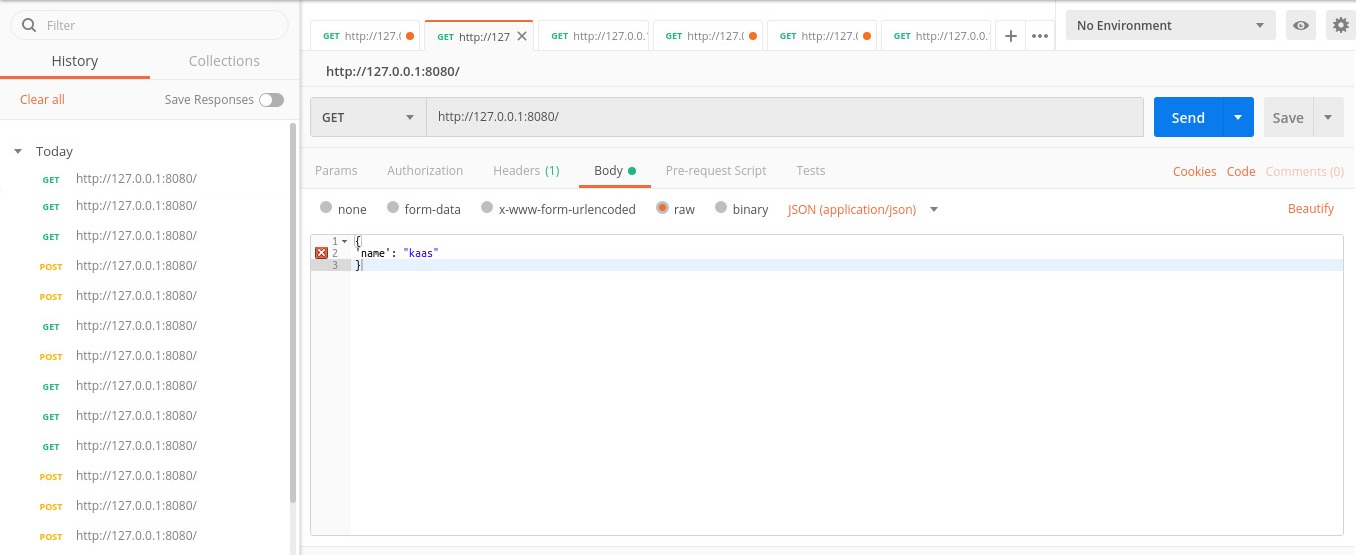 Filter
History Collections
Clear all Save Responses
Today
GET http://127.0.0.1:8080/
GET http://127.0.0.1:8080/
GET http://127.0.0.1:8080/
POST http://127.0.0.1:8080/
POST http://127.0.0.1:8080/
GET http://127.0.0.1:8080/
POST http://127.0.0.1:8080/
GET http://127.0.0.1:8080/
GET http://127.0.0.1:8080/
GET http://127.0.0.1:8080/
POST http://127.0.0.1:8080/
POST http://127.0.0.1:8080/
POST http://127.0.0.1:8080/
GET http://127.0 GET http://127 GET http://127.0.0. GET http://127.0 GET http://127.0 GET http://127.0.0. No Environment
http://127.0.0.1:8080/
GET http://127.0.0.1:8080/ Send Save
Params Authorization Headers (1) Body Pre-request Script Tests Cookies Code Comments (0)
none form-data x-www-form-urlencoded raw binary JSON (application/json) Beautify
1 {
2 'name': "kaas"
3 }